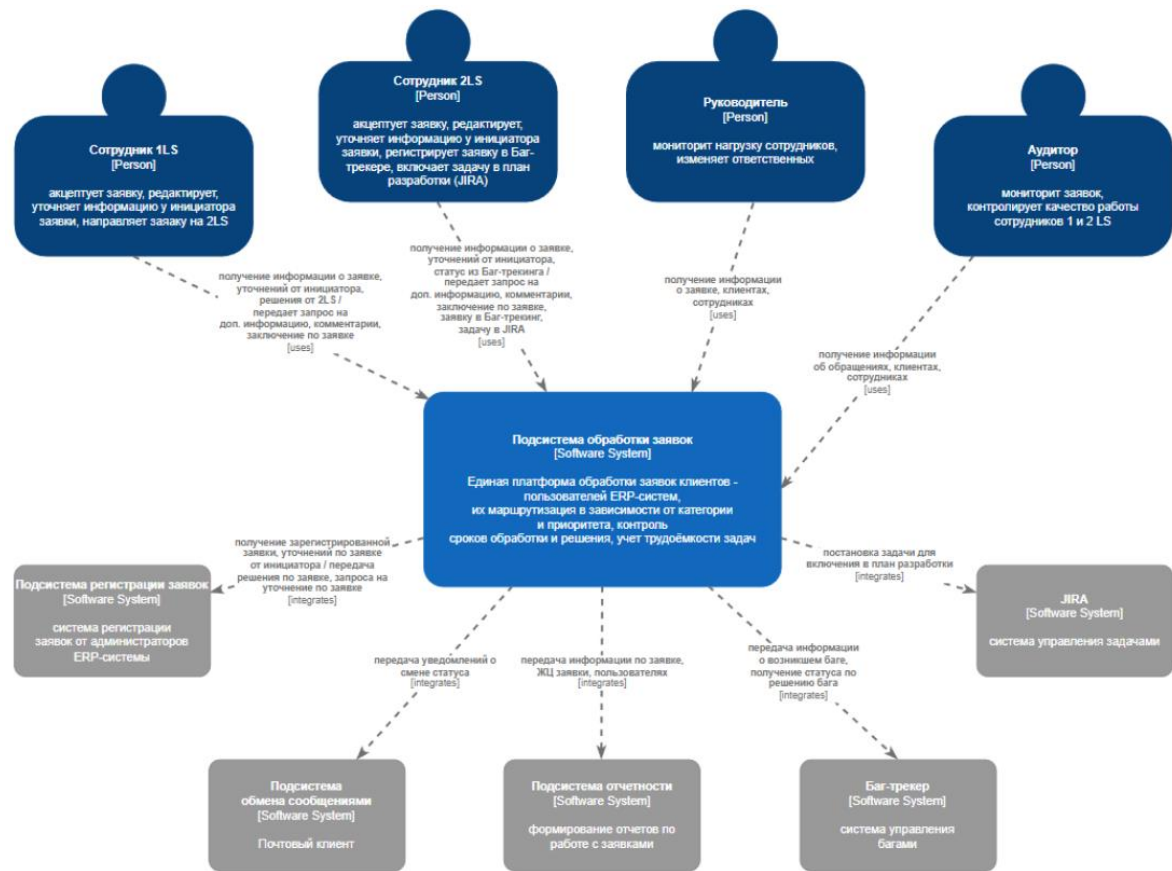 Сотрудник 1LS
[Person]
акцептует заявку, редактирует,
уточняет информацию у инициатора
заявки, направляет заяаку на 2LS
Сотрудник 2LS
[Person]
акцептует заявку, редактирует,
уточняет информацию у инициатора
заявки, регистрирует заявку в Баг-
трекере, включает задачу в план
разработки (JIRA)
Руководитель
[Person]
мониторит нагрузку сотрудников,
изменяет ответственных
Аудитор
[Person]
мониторит заявок,
контролирует качество работы
сотрудников 1 и 2 LS
получение информации о заявке,
уточнений от инициатора,
решения от 2LS /
передает запрос на
доп. информацию, комментарии,
заключение по заявке
[uses]
получение информации о заявке,
уточнений от инициатора,
статус из Баг-трекинга /
передает запрос на
доп. информацию, комментарии,
заключение по заявке,
заявку в Баг-трекинг,
задачу в JIRA
[uses]
получение информации
о заявке, клиентах,
сотрудниках
[uses]
получение информации
об обращениях, клиентах,
сотрудниках
[uses]
Подсистема обработки заявок
[Software System]
Единая платформа обработки заявок клиентов -
пользователей ERP-систем,
их маршрутизация в зависимости от категории
и приоритета, контроль
сроков обработки и решения, учет трудоёмкости задач
получение зарегистрированной
заявки, уточнений по заявке
от инициатора / передача
решения по заявке, запроса на
уточнение по заявке
[integrates]
постановка задачи для
включения в план разработки
[integrates]
Подсистема регистрации заявок
[Software System]
система регистрации
заявок от администраторов
ERP-системы
JIRA
[Software System]
система управления задачами
передача уведомлений о
смене статуса
[integrates]
передача информации по заявке,
ЖЦ заявки, пользователях
[integrates]
передача информации
о возникшем баге,
получение статуса по
решению бага
[integrates]
Подсистема
обмена сообщениями
[Software System]
Почтовый клиент
Подсистема отчетности
[Software System]
формирование отчетов по
работе с заявками
Баг-трекер
[Software System]
система управления
багами